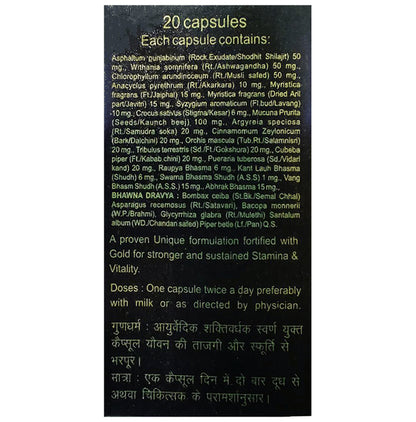 20 capsules
Each capsule contains:
Asphaltum punjabinum (Rock.Exudate/Shodhit Shilajit) 50
mg., Withania somnifera (Rt./Ashwagandha) 50 mg.,
Chlorophyllum arundincceum (Rt./Musli safed) 50 mg.,
Anacyclus pyrethrum (Rt./Akarkara) 10 mg., Myristica
fragrans (Ft./Jaiphal) 15 mg., Myristica fragrans (Dried Aril
part/Javitri) 15 mg., Syzygium aromaticum (Fl.bud/Lavang)
10 mg., Crocus sativus (Stigma/Kesar) 6 mg., Mucuna Prurita
(Seeds/Kaunch beej) 100 mg., Argyreia speciosa
(Rt./Samudra soka) 20 mg., Cinnamomum Zeylonicum
(Bark/Dalchini) 20 mg., Orchis mascula (Tub.Rt./Salammisri)
20 mg., Tribulus terrestris (Sd./Ft./Gokshura) 20 mg., Cubeba
piper (Ft./Kabab chini) 20 mg., Pueraria tuberosa (Sd./Vidari
kand) 20 mg., Raupya Bhasma 6 mg., Kant Lauh Bhasma
(Shudh) 6 mg., Swarna Bhasma Shudh (A.S.S) 1 mg., Vang
Bhasm Shudh (A.S.S.) 15 mg., Abhrak Bhasma 15 mg.,
BHAWNA DRAVYA : Bombax ceiba (St.Bk./Semal Chhal)
Asparagus recemosus (Rt./Satavari), Bacopa monnerii
(W.P./Brahmi), Glycyrrhiza glabra (Rt./Mulethi) Santalum
album (WD./Chandan safed) Piper betle (Lf./Pan) Q.S.
A proven Unique formulation fortified with
Gold for stronger and sustained Stamina &
Vitality.
Doses : One capsule twice a day preferably
with milk or as directed by physician.
गुणधर्म : आयुर्वेदिक शक्तिवर्धक स्वर्ण युक्त
कैप्सूल यौवन की ताजगी और स्फूर्ति से
भरपूर।
मात्रा : एक कैप्सूल दिन में दो बार दूध से
अथवा चिकित्सक के परामर्शानुसार।